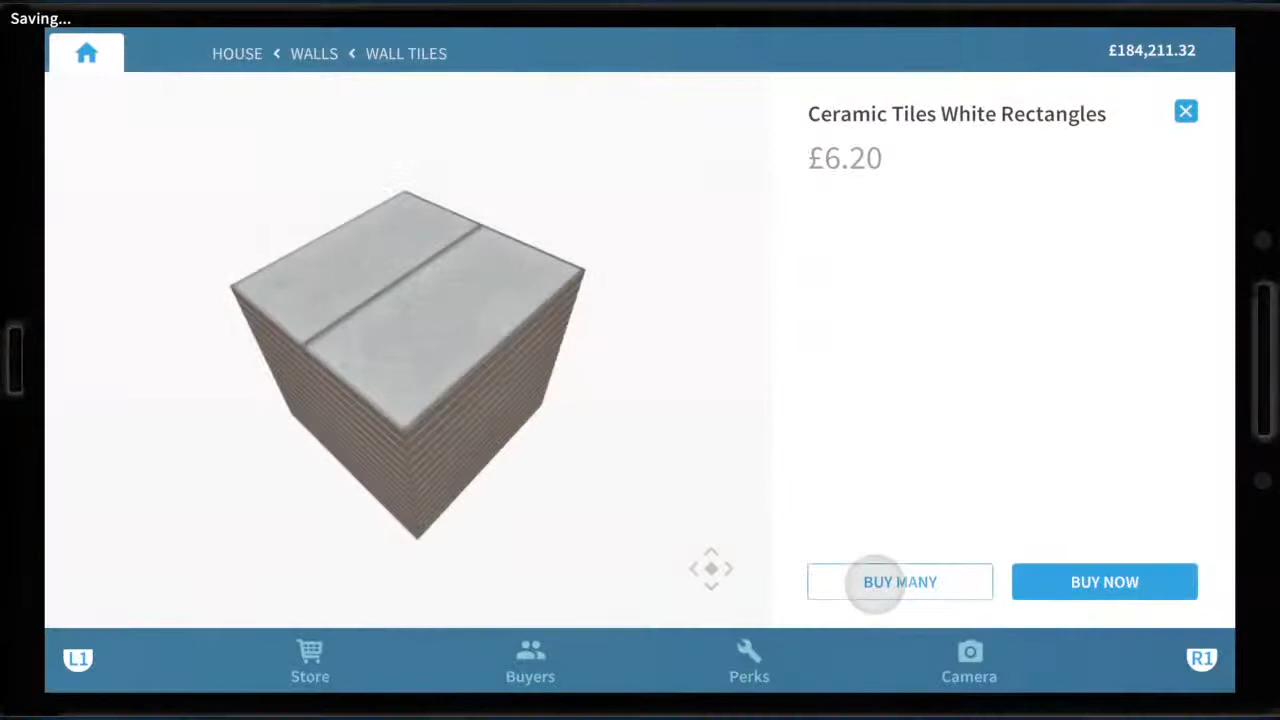 Saving...
HOUSE < WALLS < WALL TILES
£184,211.32
Ceramic Tiles White Rectangles
£6.20
BUY MANY
BUY NOW
L1
Store
Buyers
Perks
Camera
R1